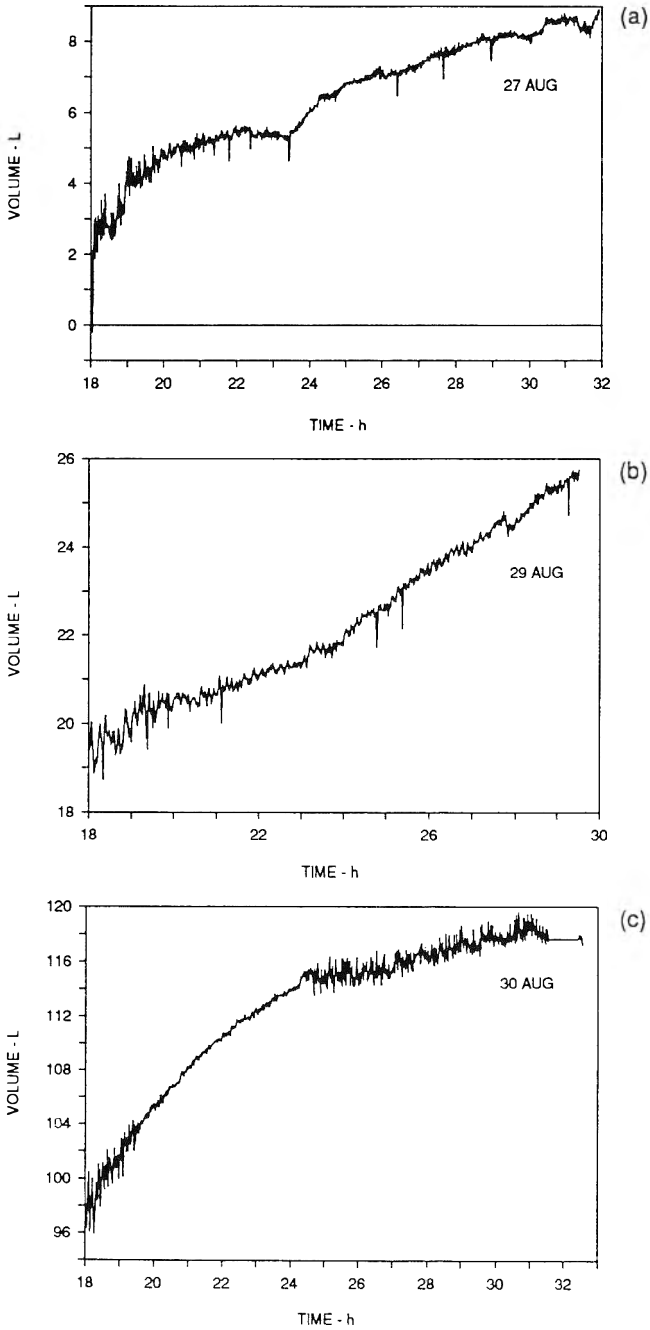 (a)
8
6
4
2
0
VOLUME - L
27 AUG
18 20 22 24 26 28 30 32
TIME - h
(b)
26
24
22
20
18
VOLUME - L
29 AUG
18 22 26 30
TIME - h
(c)
120
116
112
108
104
100
96
VOLUME - L
30 AUG
18 20 22 24 26 28 30 32
TIME - h